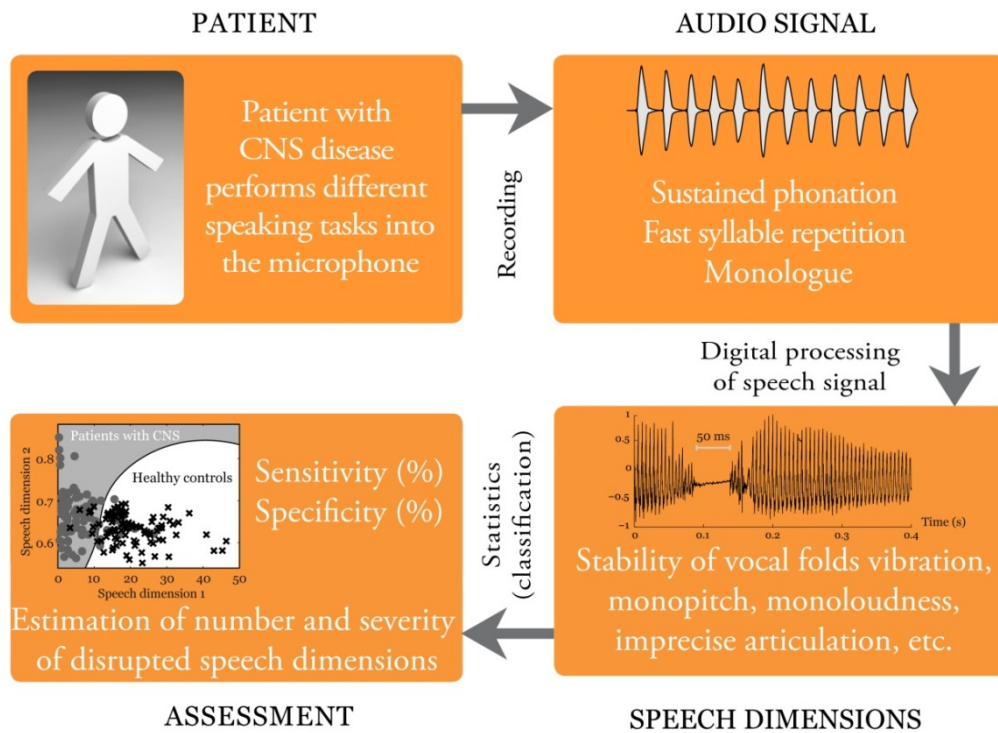 PATIENT
Patient with
CNS disease
performs different
speaking tasks into
the microphone
Recording
AUDIO SIGNAL
Sustained phonation
Fast syllable repetition
Monologue
Digital processing
of speech signal
1
0.5
0
−0.5
−1
50 ms
0
0.1
0.2
0.3
0.4
Time (s)
Stability of vocal folds vibration,
monopitch, monoloudness,
imprecise articulation, etc.
SPEECH DIMENSIONS
Statistics
(classification)
Patients with CNS
Healthy controls
Speech dimension 2
0.8
0.7
0.6
0
10
20
30
40
50
Speech dimension 1
Sensitivity (%)
Specificity (%)
Estimation of number and severity
of disrupted speech dimensions
ASSESSMENT